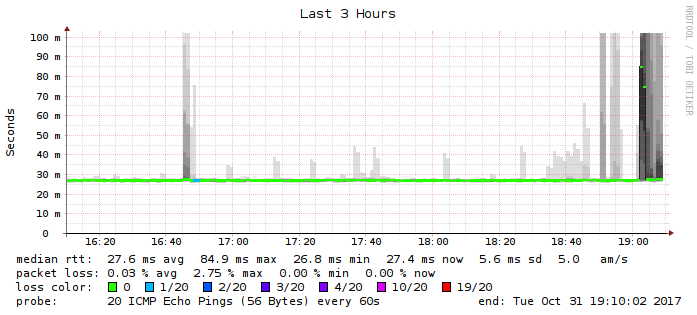 Last 3 Hours
RRDTOOL / TOBI OETIKER
Seconds
100 m
90 m
80 m
70 m
60 m
50 m
40 m
30 m
20 m
10 m
0
16:20 16:40 17:00 17:20 17:40 18:00 18:20 18:40 19:00
median rtt: 27.6 ms avg 84.9 ms max 26.8 ms min 27.4 ms now 5.6 ms sd 5.0 am/s
packet loss: 0.03 % avg 2.75 % max 0.00 % min 0.00 % now
loss color: 0 1/20 2/20 3/20 4/20 10/20 19/20
probe: 20 ICMP Echo Pings (56 Bytes) every 60s end: Tue Oct 31 19:10:02 2017